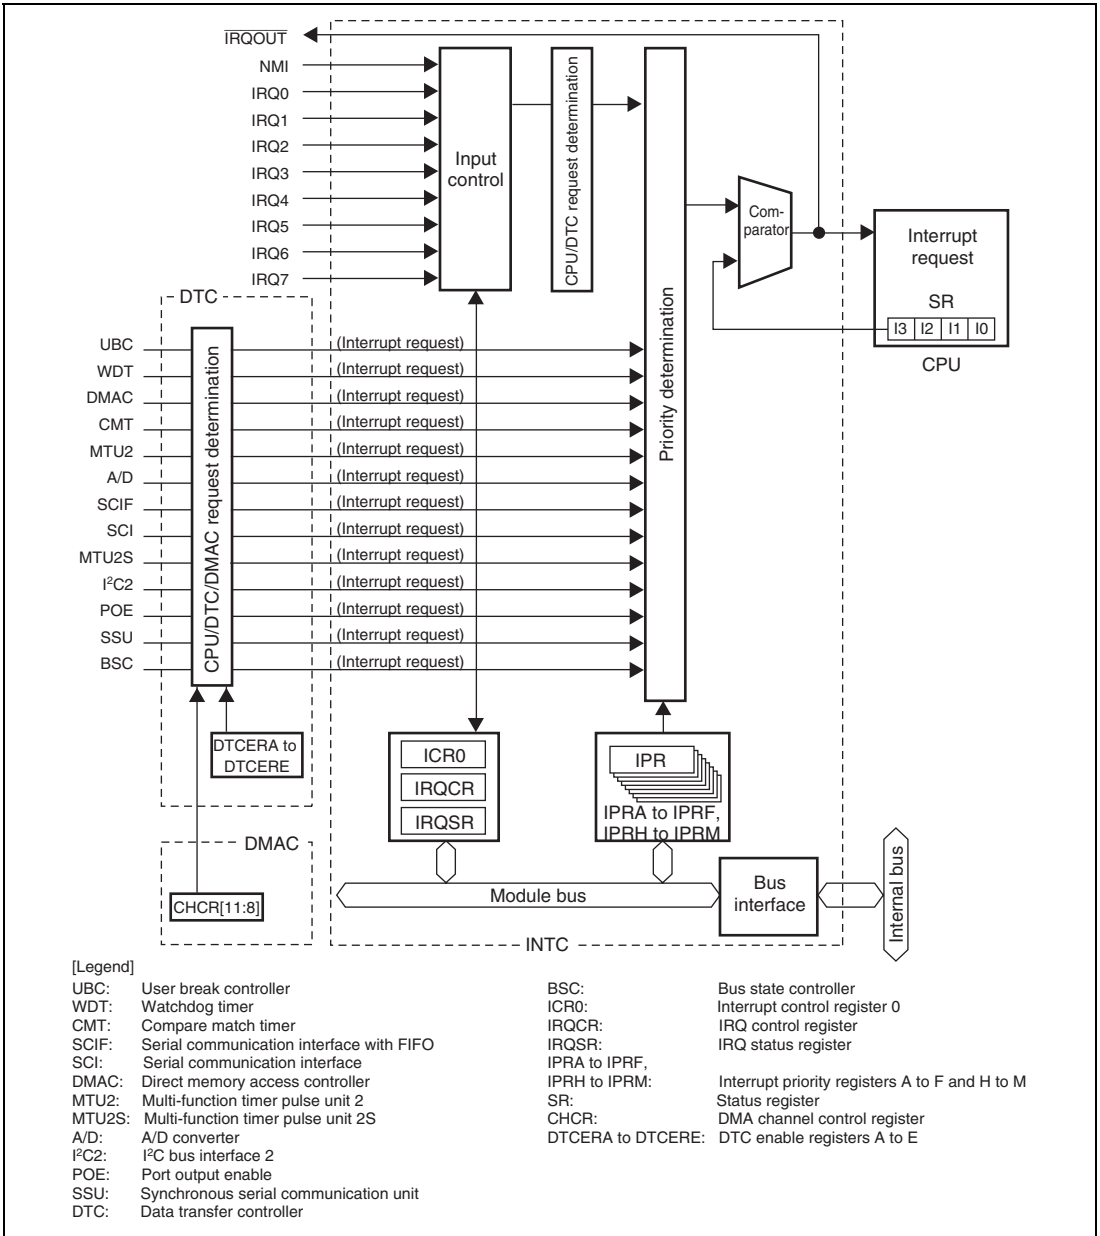 IRQOUT
NMI
IRQ0
IRQ1
IRQ2
IRQ3
IRQ4
IRQ5
IRQ6
IRQ7
Input
control
CPU/DTC request determination
Priority determination
Com-
parator
Interrupt
request
SR
I3 I2 I1 I0
CPU
DTC
UBC
WDT
DMAC
CMT
MTU2
A/D
SCIF
SCI
MTU2S
I²C2
POE
SSU
BSC
CPU/DTC/DMAC request determination
(Interrupt request)
(Interrupt request)
(Interrupt request)
(Interrupt request)
(Interrupt request)
(Interrupt request)
(Interrupt request)
(Interrupt request)
(Interrupt request)
(Interrupt request)
(Interrupt request)
(Interrupt request)
(Interrupt request)
DTCERA to
DTCERE
ICR0
IRQCR
IRQSR
IPR
IPRA to IPRF,
IPRH to IPRM
DMAC
CHCR[11:8]
Module bus
Bus
interface
Internal bus
INTC
[Legend]
UBC: User break controller
WDT: Watchdog timer
CMT: Compare match timer
SCIF: Serial communication interface with FIFO
SCI: Serial communication interface
DMAC: Direct memory access controller
MTU2: Multi-function timer pulse unit 2
MTU2S: Multi-function timer pulse unit 2S
A/D: A/D converter
I²C2: I²C bus interface 2
POE: Port output enable
SSU: Synchronous serial communication unit
DTC: Data transfer controller
BSC: Bus state controller
ICR0: Interrupt control register 0
IRQCR: IRQ control register
IRQSR: IRQ status register
IPRA to IPRF,
IPRH to IPRM: Interrupt priority registers A to F and H to M
SR: Status register
CHCR: DMA channel control register
DTCERA to DTCERE: DTC enable registers A to E